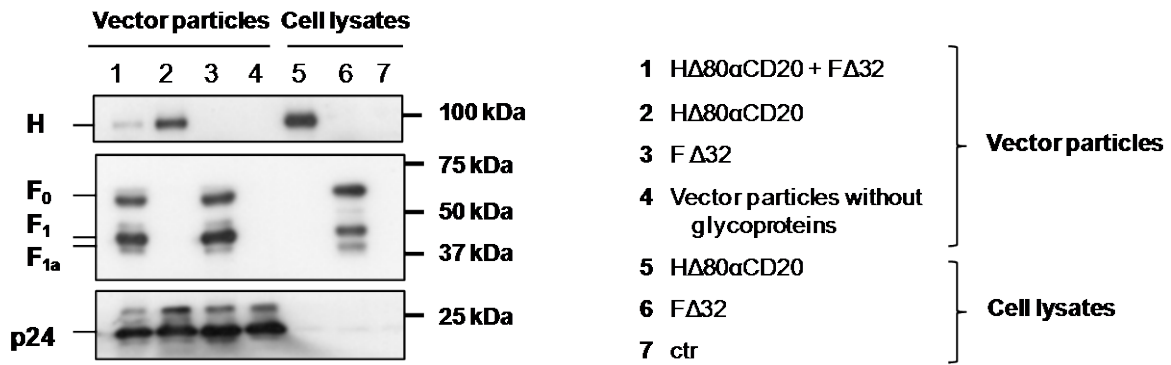 Vector particles Cell lysates
1 2 3 4 5 6 7
H
100 kDa
75 kDa
F0
50 kDa
F1
F1a
37 kDa
25 kDa
p24
1 HΔ80αCD20 + FΔ32
2 HΔ80αCD20
3 F Δ32
4 Vector particles without
glycoproteins
Vector particles
5 HΔ80αCD20
6 FΔ32
7 ctr
Cell lysates